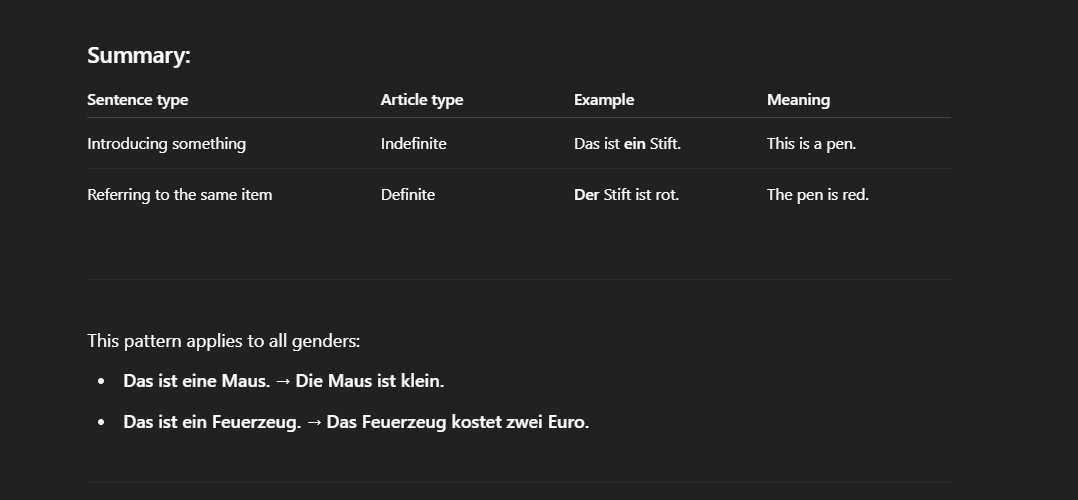 Summary:
Sentence type Article type Example Meaning
Introducing something Indefinite Das ist ein Stift. This is a pen.
Referring to the same item Definite Der Stift ist rot. The pen is red.
This pattern applies to all genders:
• Das ist eine Maus. → Die Maus ist klein.
• Das ist ein Feuerzeug. → Das Feuerzeug kostet zwei Euro.